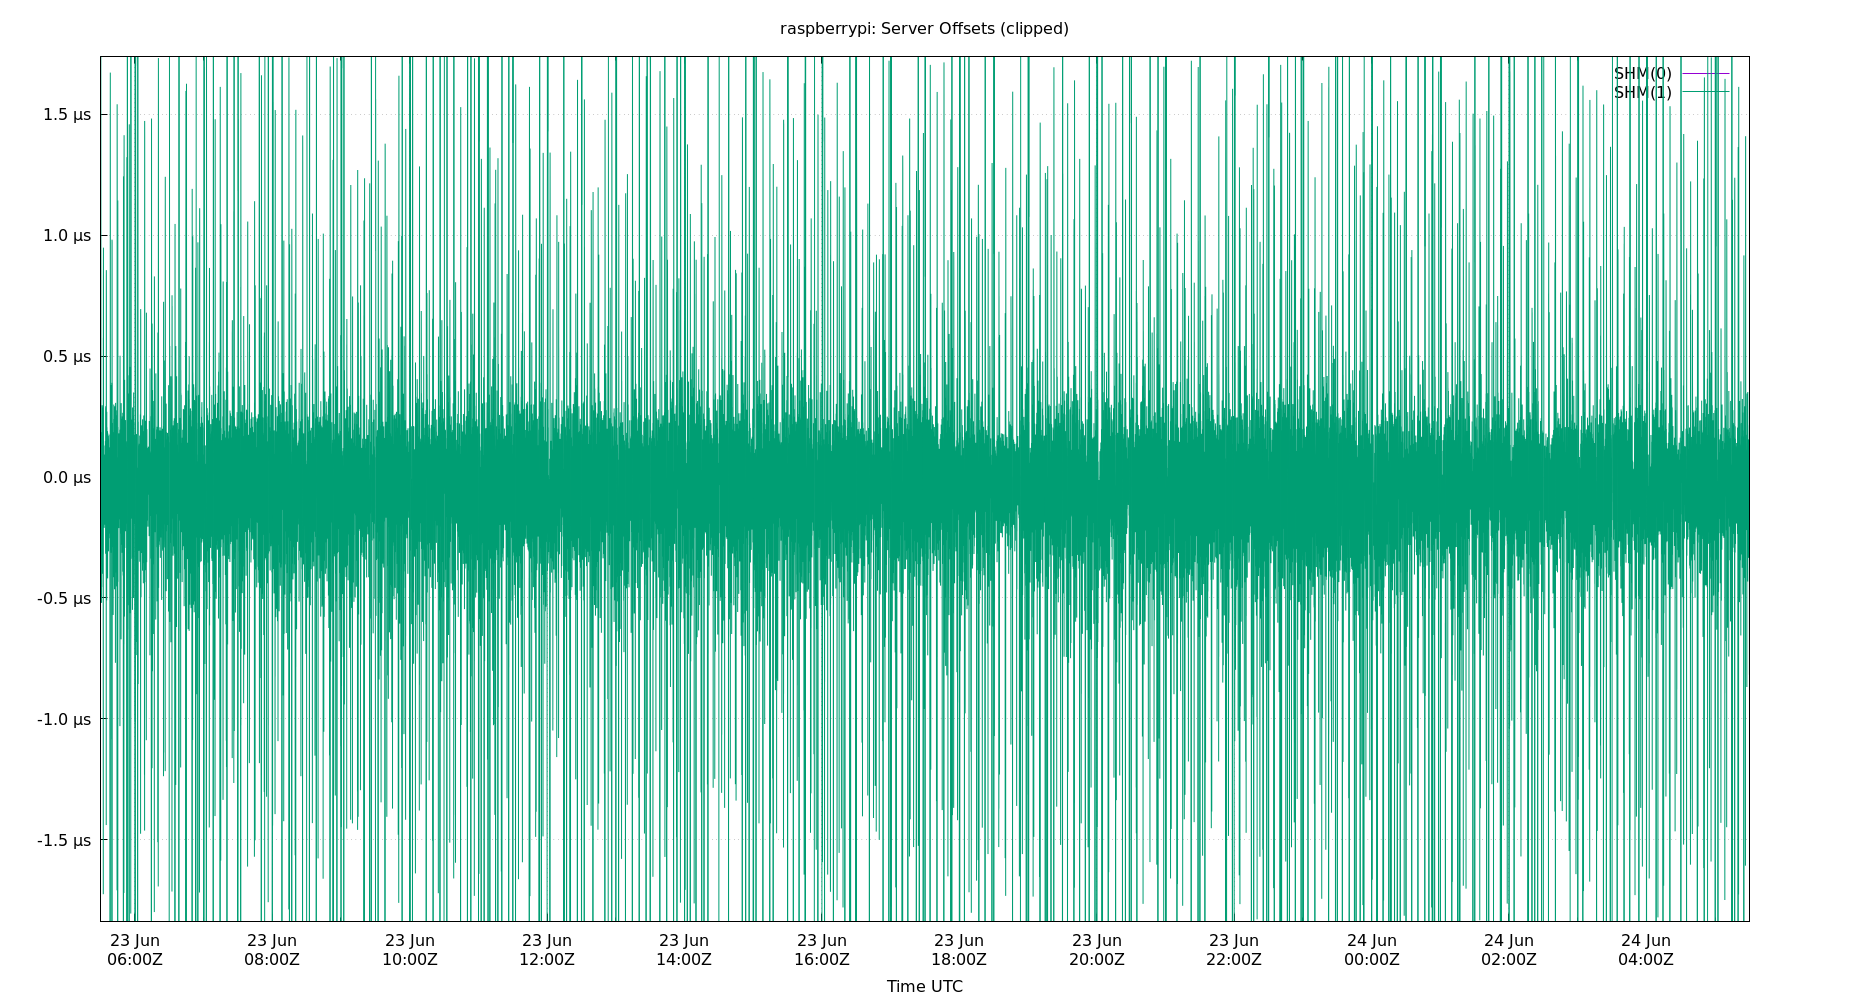 raspberrypi: Server Offsets (clipped)
SHM(0)
SHM(1)
1.5 µs
1.0 µs
0.5 µs
0.0 µs
-0.5 µs
-1.0 µs
-1.5 µs
23 Jun 23 Jun 23 Jun 23 Jun 23 Jun 23 Jun 23 Jun 23 Jun 23 Jun 24 Jun 24 Jun 24 Jun
06:00Z 08:00Z 10:00Z 12:00Z 14:00Z 16:00Z 18:00Z 20:00Z 22:00Z 00:00Z 02:00Z 04:00Z
Time UTC